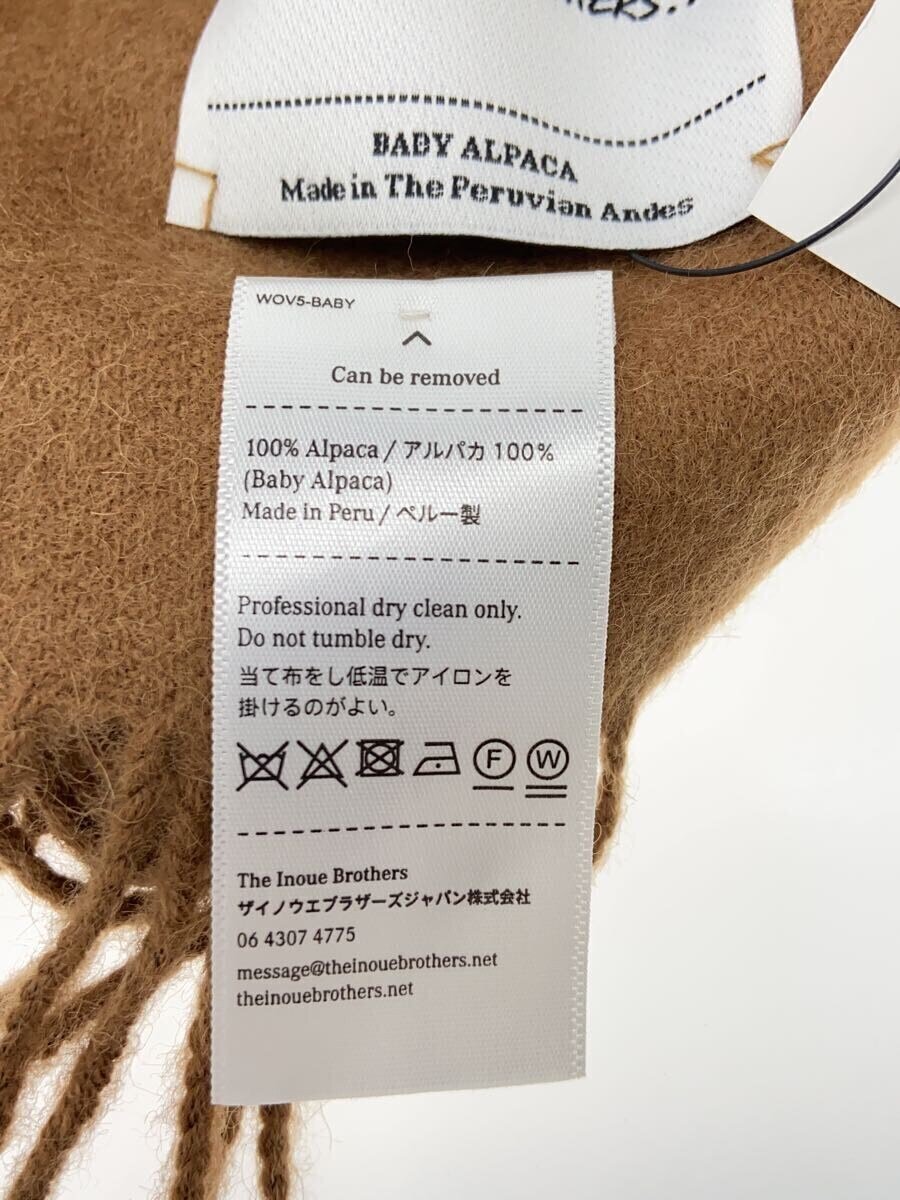 BABY ALPACA
Made in The Peruvian Andes
WOV5-BABY
Can be removed
100% Alpaca / アルパカ 100%
(Baby Alpaca)
Made in Peru / ペルー製
Professional dry clean only.
Do not tumble dry.
当て布をし低温でアイロンを
掛けるのがよい。
F W
The Inoue Brothers
ザイノウエブラザーズジャパン株式会社
06 4307 4775
message@theinouebrothers.net
theinouebrothers.net